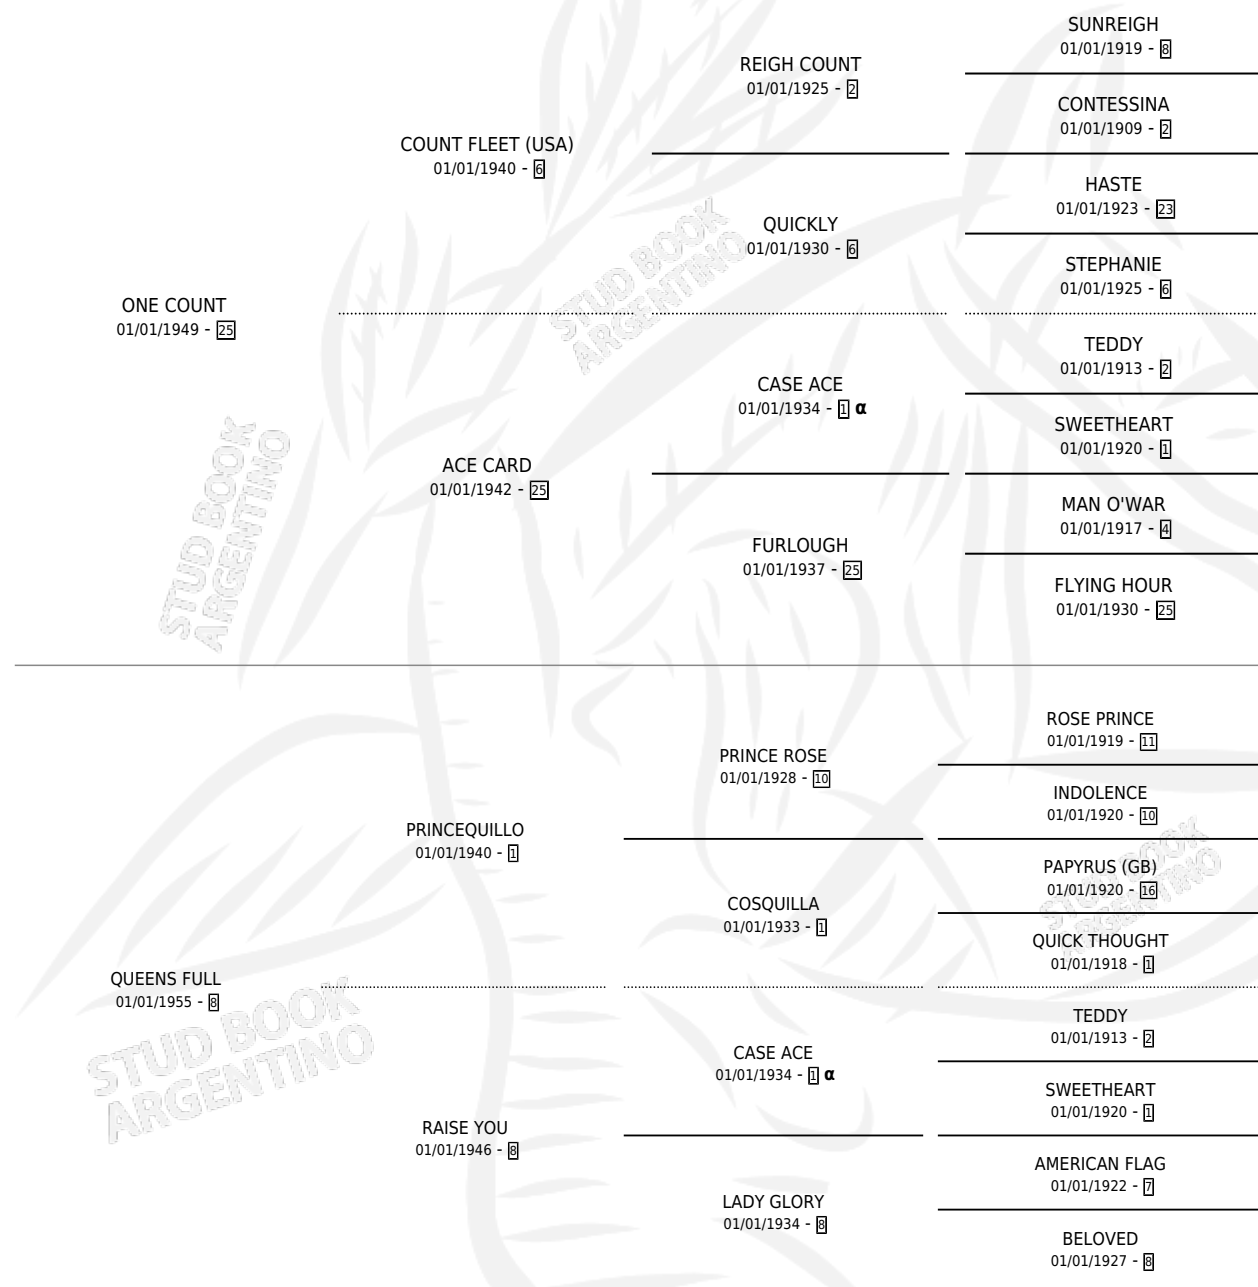 SUNREIGH
01/01/1919 - 8
REIGH COUNT
01/01/1925 - 2
CONTESSINA
01/01/1909 - 2
COUNT FLEET (USA)
01/01/1940 - 6
HASTE
01/01/1923 - 23
QUICKLY
01/01/1930 - 6
STEPHANIE
01/01/1925 - 6
ONE COUNT
01/01/1949 - 25
TEDDY
01/01/1913 - 2
CASE ACE
01/01/1934 - 1 α
SWEETHEART
01/01/1920 - 1
ACE CARD
01/01/1942 - 25
MAN O'WAR
01/01/1917 - 4
FURLOUGH
01/01/1937 - 25
FLYING HOUR
01/01/1930 - 25
ROSE PRINCE
01/01/1919 - 11
PRINCE ROSE
01/01/1928 - 10
INDOLENCE
01/01/1920 - 10
PRINCEQUILLO
01/01/1940 - 1
PAPYRUS (GB)
01/01/1920 - 16
COSQUILLA
01/01/1933 - 1
QUICK THOUGHT
01/01/1918 - 1
QUEENS FULL
01/01/1955 - 8
TEDDY
01/01/1913 - 2
CASE ACE
01/01/1934 - 1 α
SWEETHEART
01/01/1920 - 1
RAISE YOU
01/01/1946 - 8
AMERICAN FLAG
01/01/1922 - 7
LADY GLORY
01/01/1934 - 8
BELOVED
01/01/1927 - 8
STUD BOOK
ARGENTINO
STUD BOOK
ARGENTINO
STUD BOOK
ARGENTINO
STUD BOOK
ARGENTINO